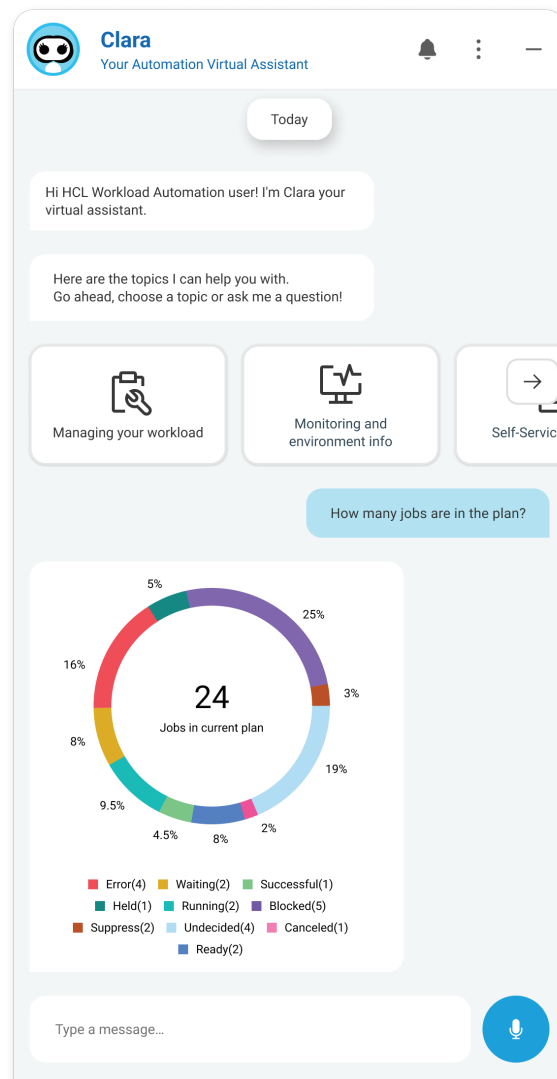 Clara
Your Automation Virtual Assistant
Today
Hi HCL Workload Automation user! I'm Clara your
virtual assistant.
Here are the topics I can help you with.
Go ahead, choose a topic or ask me a question!
Managing your workload
Monitoring and
environment info
Self-Servic
How many jobs are in the plan?
5%
25%
16%
3%
24
Jobs in current plan
8%
19%
9.5%
4.5%
8%
2%
Error(4) Waiting(2) Successful(1)
Held(1) Running(2) Blocked(5)
Suppress(2) Undecided(4) Canceled(1)
Ready(2)
Type a message...